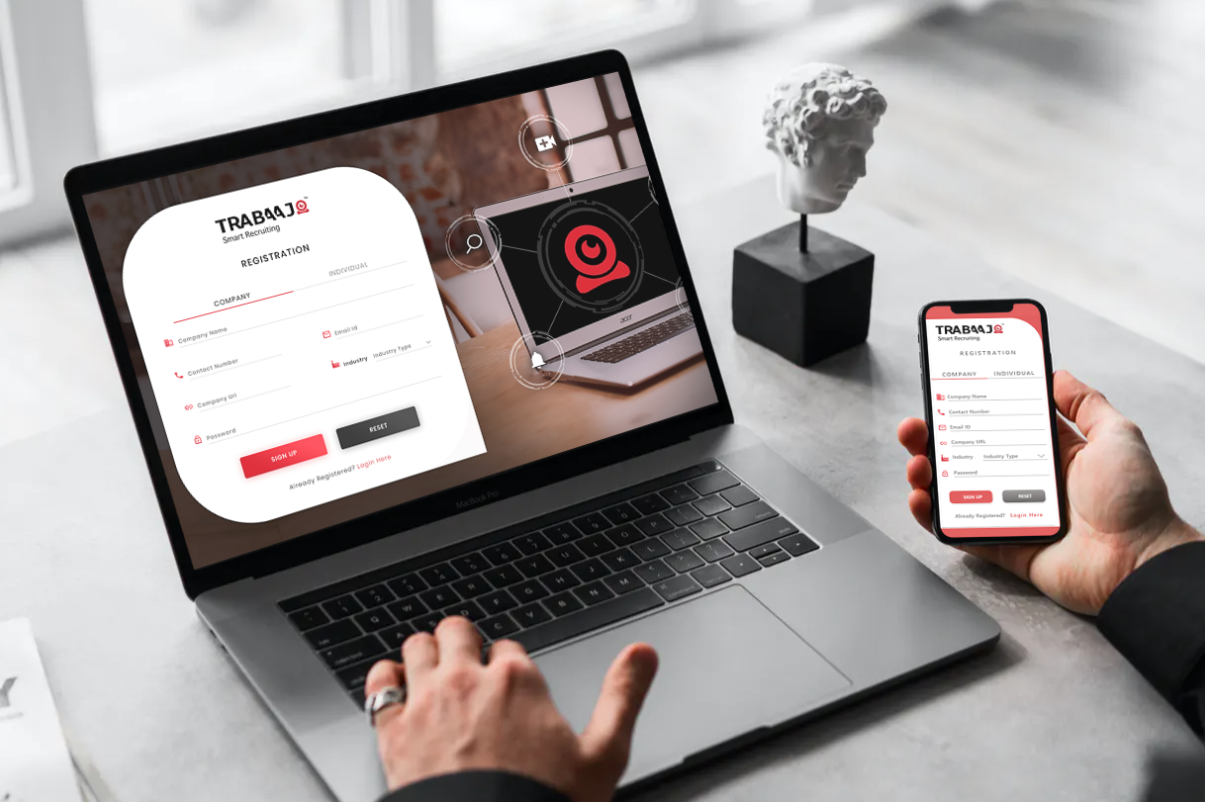 TRABAAJO
Smart Recruiting
REGISTRATION
COMPANY INDIVIDUAL
Company Name
Contact Number Email Id
Company Url Industry Industry Type
Password
SIGN UP RESET
Already Registered? Login Here
acer
MacBook Pro
TRABAAJO
Smart Recruiting
REGISTRATION
COMPANY INDIVIDUAL
Company Name
Contact Number
Email ID
Company URL
Industry Industry Type
Password
SIGN UP RESET
Already Registered? Login Here